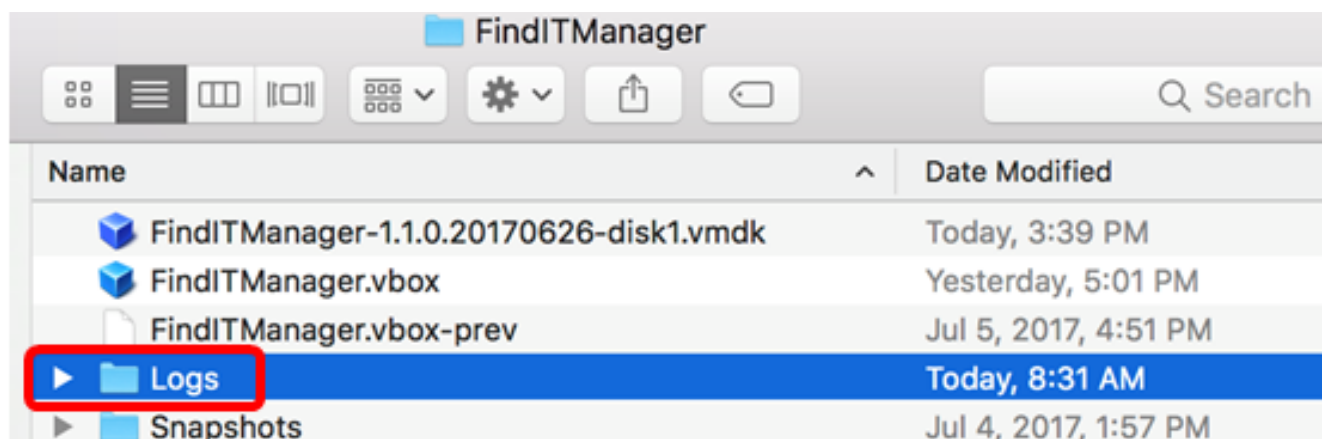 FindITManager
Search
Name Date Modified
FindITManager-1.1.0.20170626-disk1.vmdk Today, 3:39 PM
FindITManager.vbox Yesterday, 5:01 PM
FindITManager.vbox-prev Jul 5, 2017, 4:51 PM
Logs Today, 8:31 AM
Snapshots Jul 4, 2017, 1:57 PM